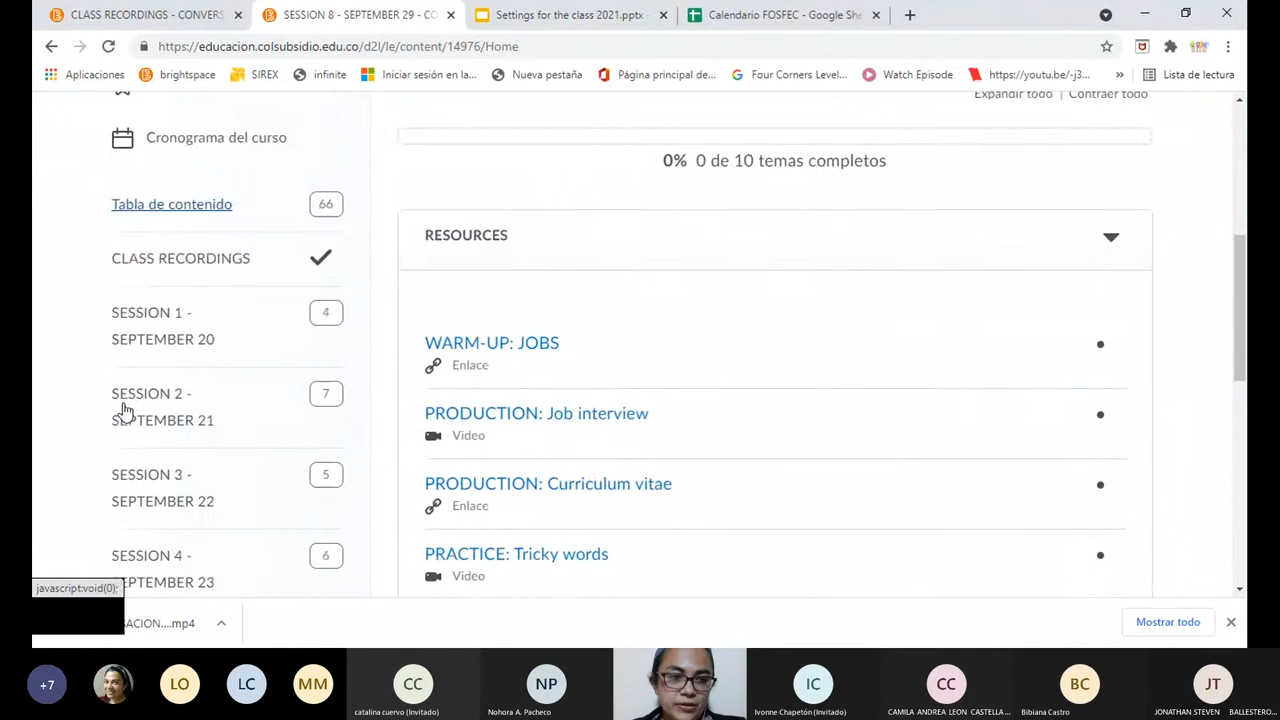 CLASS RECORDINGS - CONVERS
SESSION 8 - SEPTEMBER 29 - CO
Settings for the class 2021.pptx
Calendario FOSFEC - Google She
https://educacion.colsubsidio.edu.co/d2l/le/content/14976/Home
Aplicaciones
brightspace
SIREX
infinite
Iniciar sesión en la...
Nueva pestaña
Página principal de...
Four Corners Level...
Watch Episode
https://youtu.be/-j3...
»
Lista de lectura
Expandir todo | Contraer todo
Cronograma del curso
0% 0 de 10 temas completos
Tabla de contenido 66
RESOURCES
CLASS RECORDINGS
SESSION 1 - 4
SEPTEMBER 20
WARM-UP: JOBS
Enlace
SESSION 2 - 7
SEPTEMBER 21
PRODUCTION: Job interview
Video
SESSION 3 - 5
SEPTEMBER 22
PRODUCTION: Curriculum vitae
Enlace
SESSION 4 - 6
SEPTEMBER 23
PRACTICE: Tricky words
Video
javascript:void(0);
ACION....mp4
Mostrar todo
+7
LO
LC
MM
CC
catalina cuervo (Invitado)
NP
Nohora A. Pacheco
IC
Ivonne Chapetón (Invitado)
CC
CAMILA ANDREA LEON CASTELLA...
BC
Bibiana Castro
JT
JONATHAN STEVEN BALLESTERO...